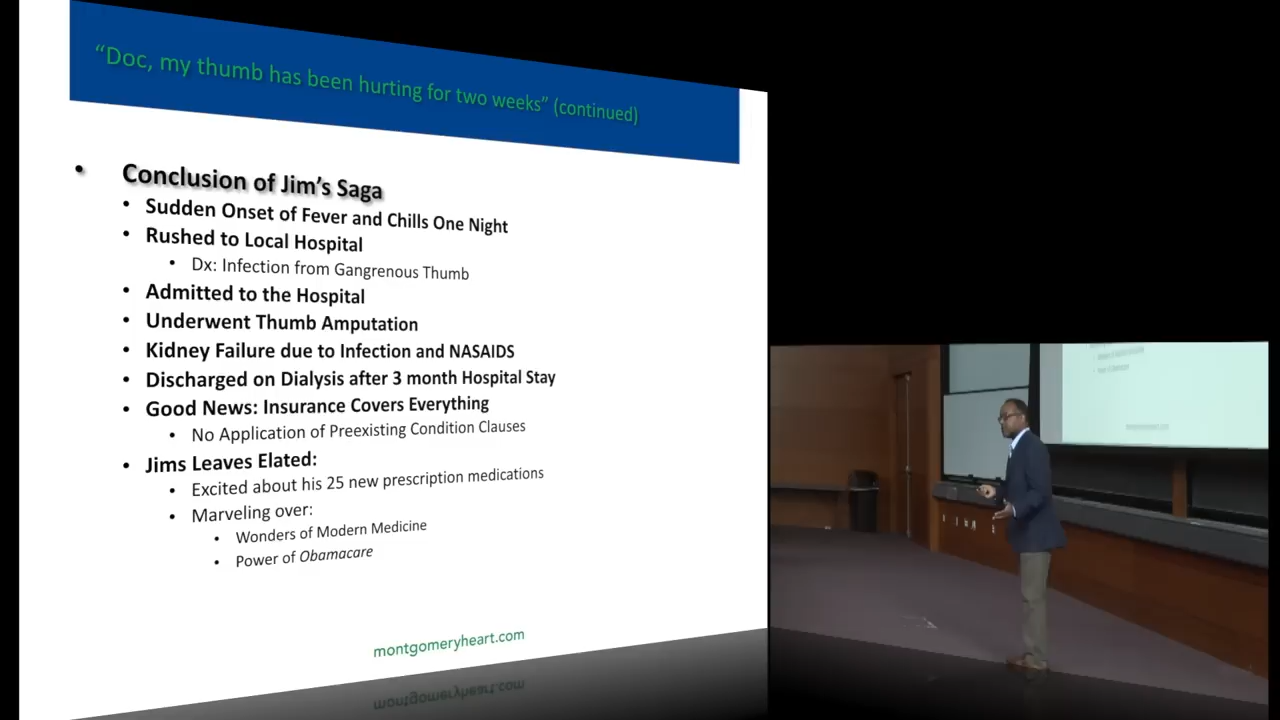 “Doc, my thumb has been hurting for two weeks” (continued)
• Conclusion of Jim’s Saga
• Sudden Onset of Fever and Chills One Night
• Rushed to Local Hospital
• Dx: Infection from Gangrenous Thumb
• Admitted to the Hospital
• Underwent Thumb Amputation
• Kidney Failure due to Infection and NASAIDS
• Discharged on Dialysis after 3 month Hospital Stay
• Good News: Insurance Covers Everything
• No Application of Preexisting Condition Clauses
• Jims Leaves Elated:
• Excited about his 25 new prescription medications
• Marveling over:
• Wonders of Modern Medicine
• Power of Obamacare
montgomeryheart.com